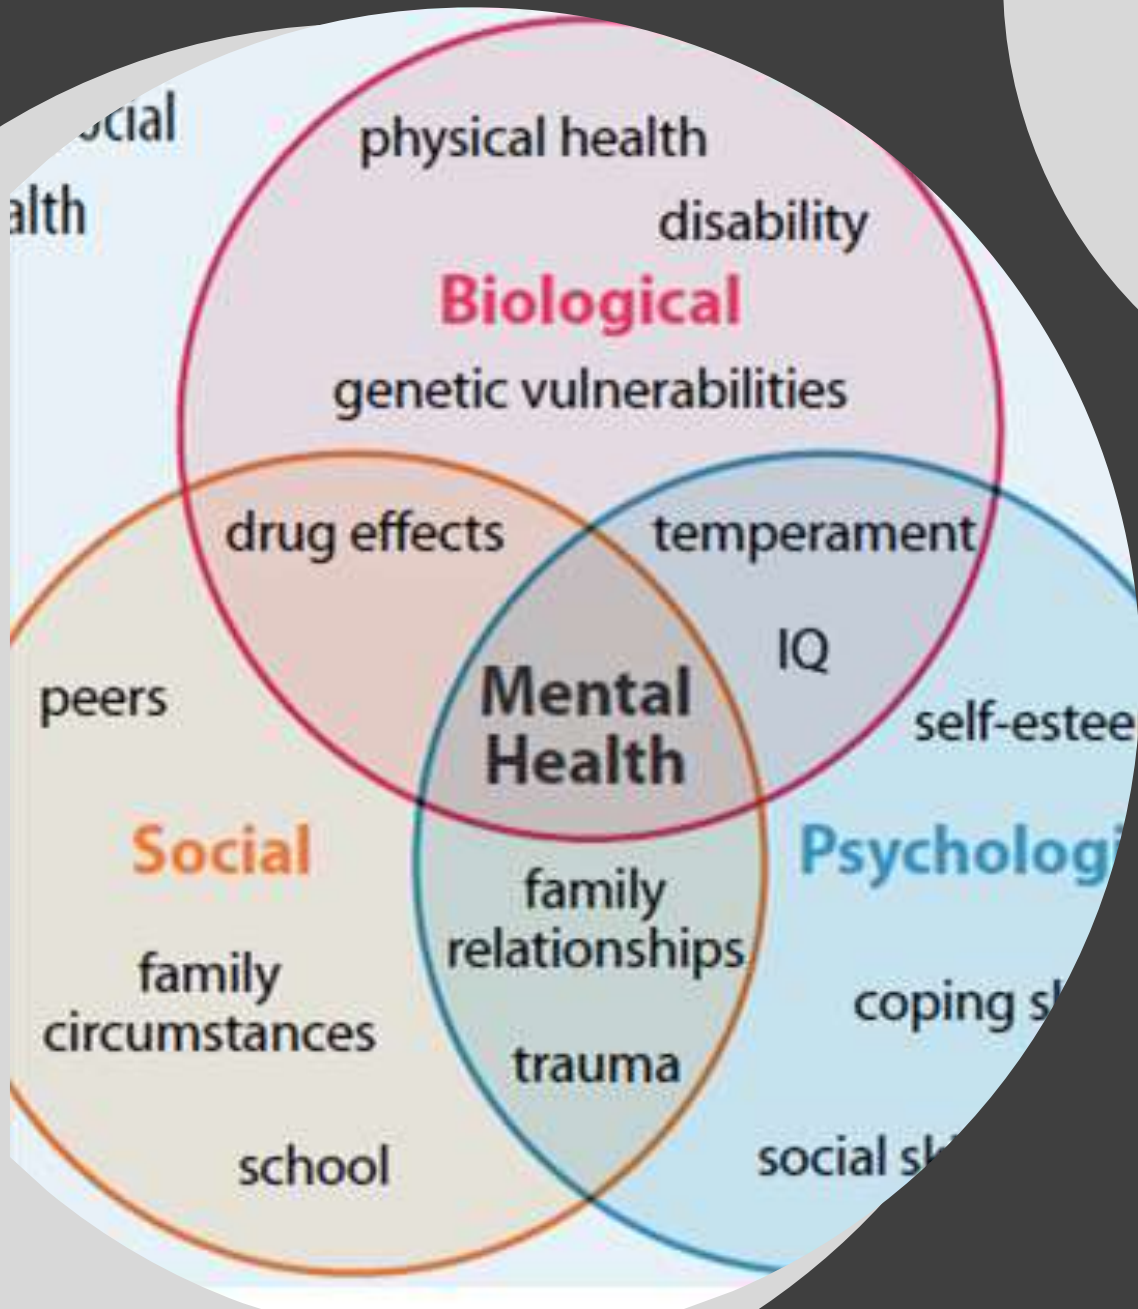 physical health
disability
Biological
genetic vulnerabilities
drug effects
temperament
IQ
peers
Mental
Health
Social
family
relationships
family
circumstances
trauma
school